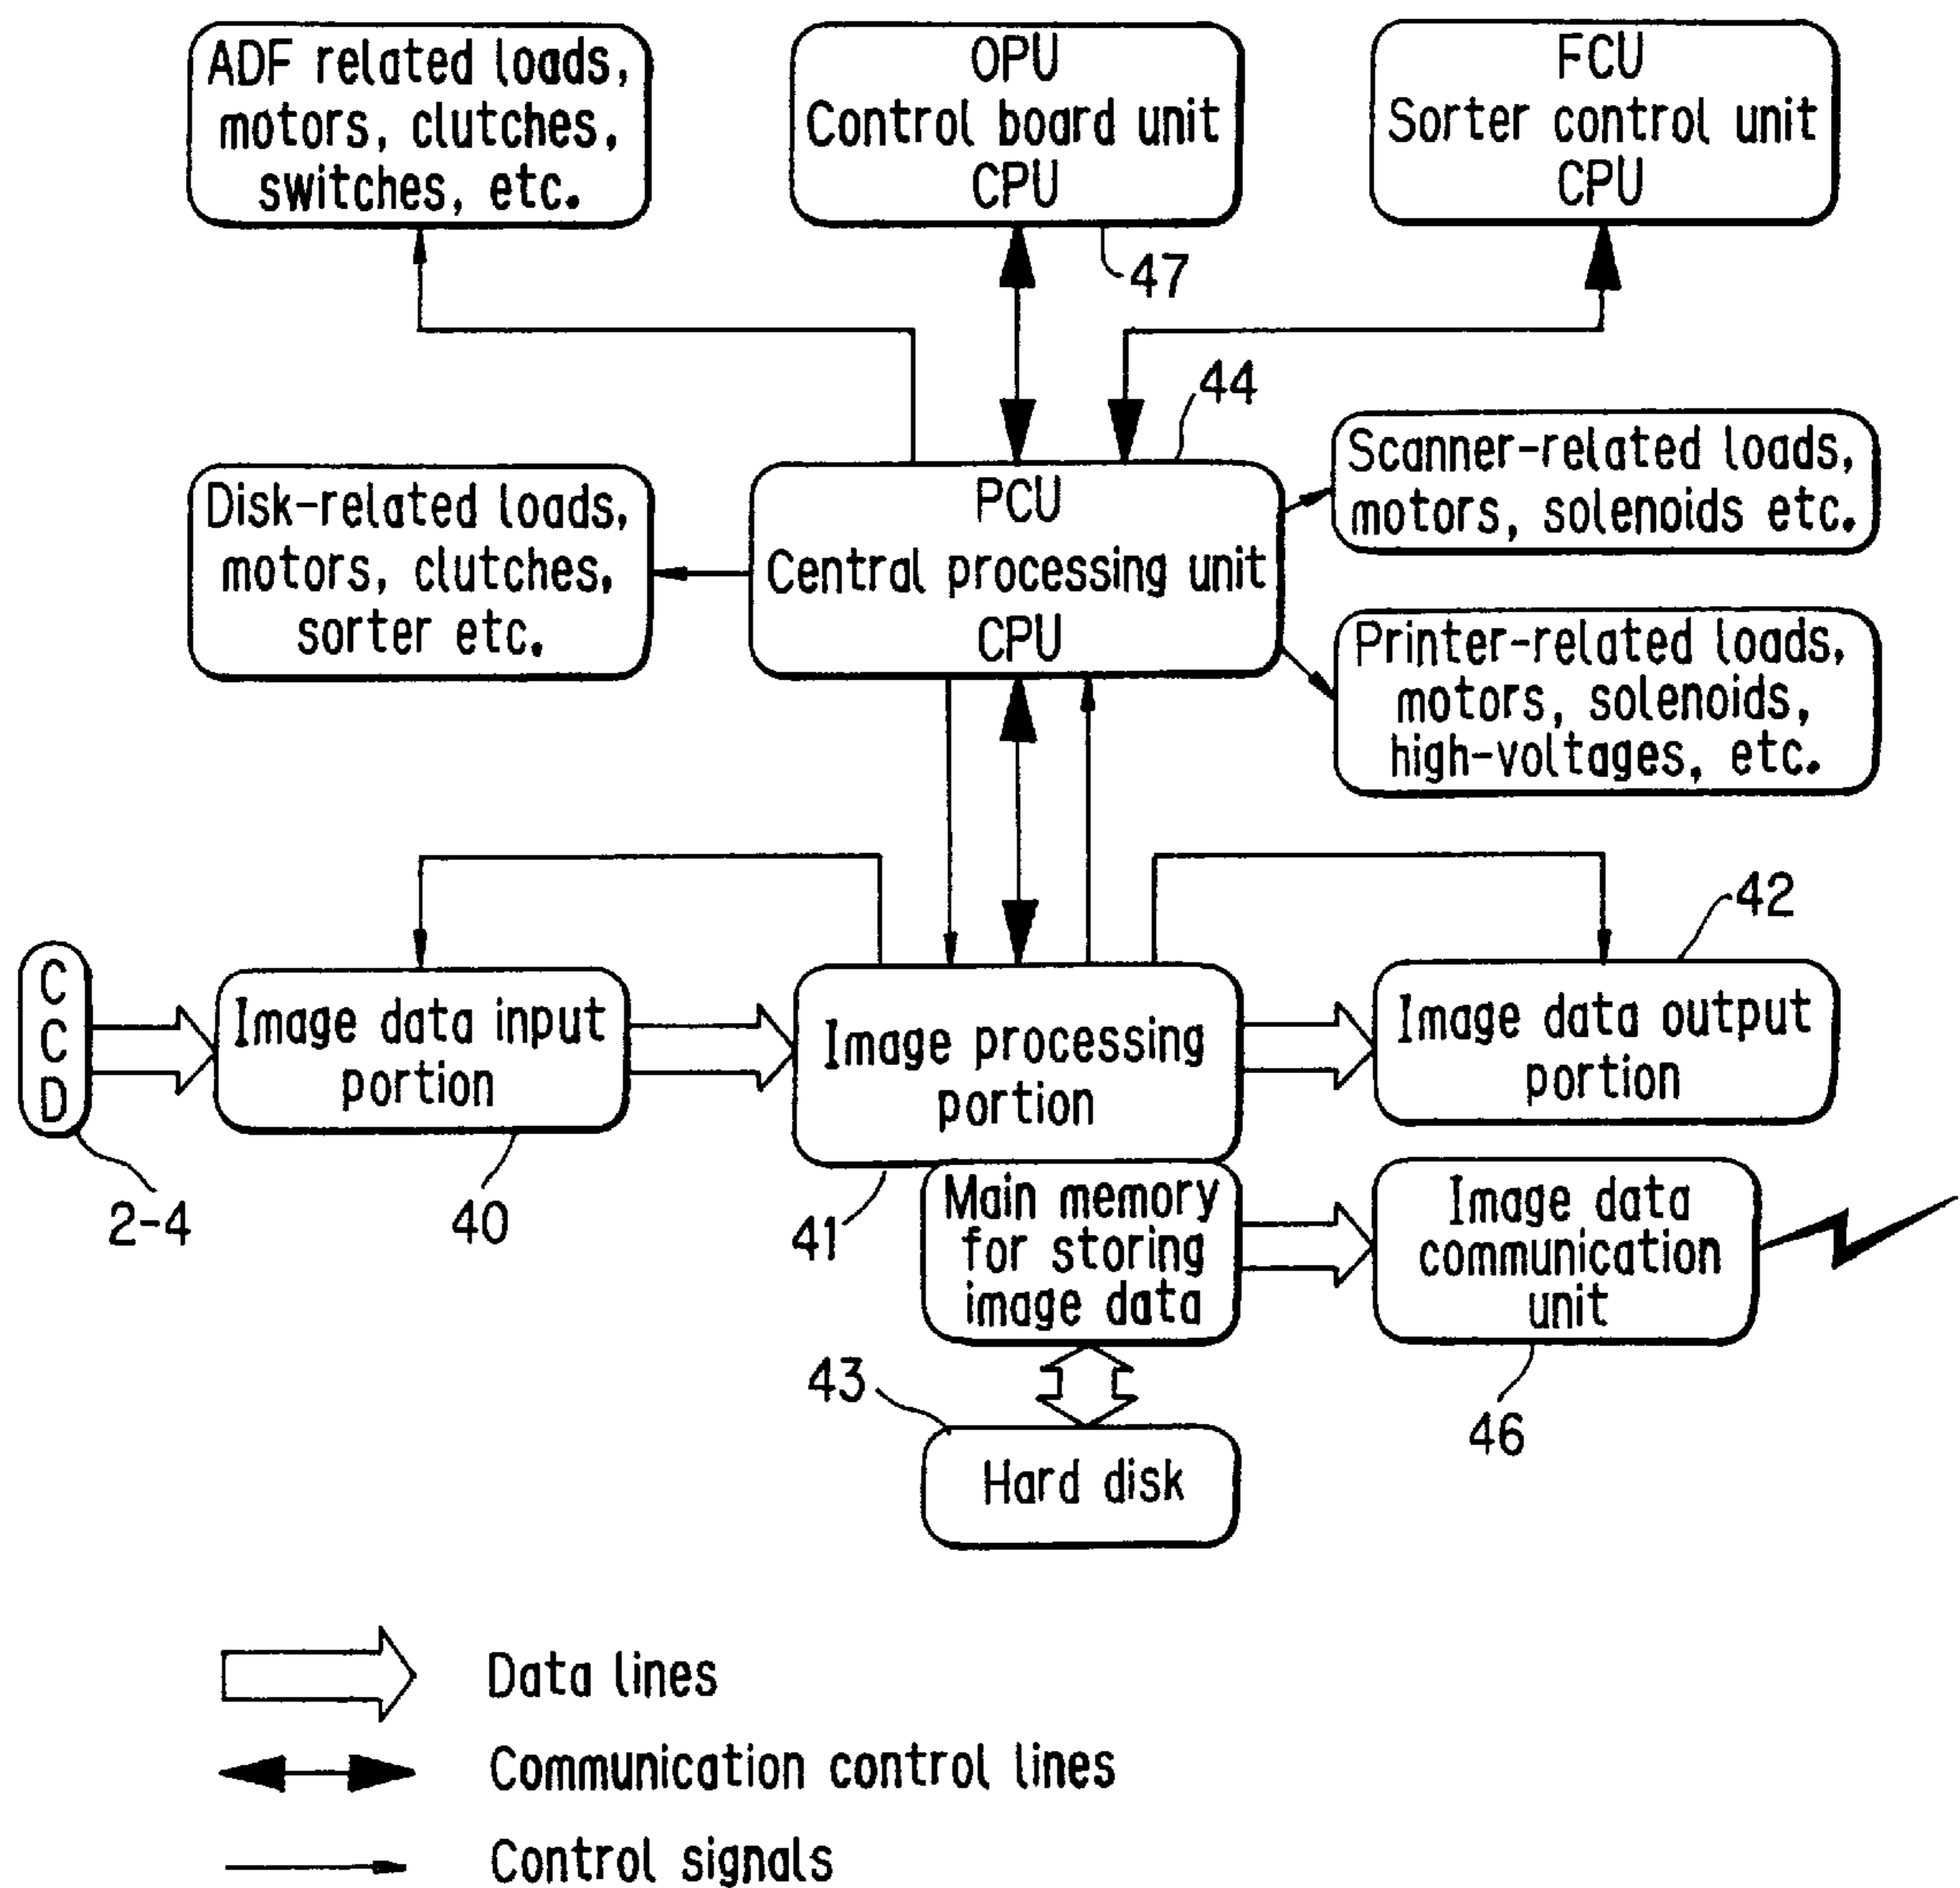 ADF related loads,
motors, clutches,
switches, etc.
OPU
Control board unit
CPU
FCU
Sorter control unit
CPU
47
44
Disk-related loads,
motors, clutches,
sorter etc.
PCU
Central processing unit
CPU
Scanner-related loads,
motors, solenoids etc.
Printer-related loads,
motors, solenoids,
high-voltages, etc.
42
CCD
Image data input
portion
Image processing
portion
Image data output
portion
2-4
40
41
Main memory
for storing
image data
Image data
communication
unit
43
46
Hard disk
Data lines
Communication control lines
Control signals